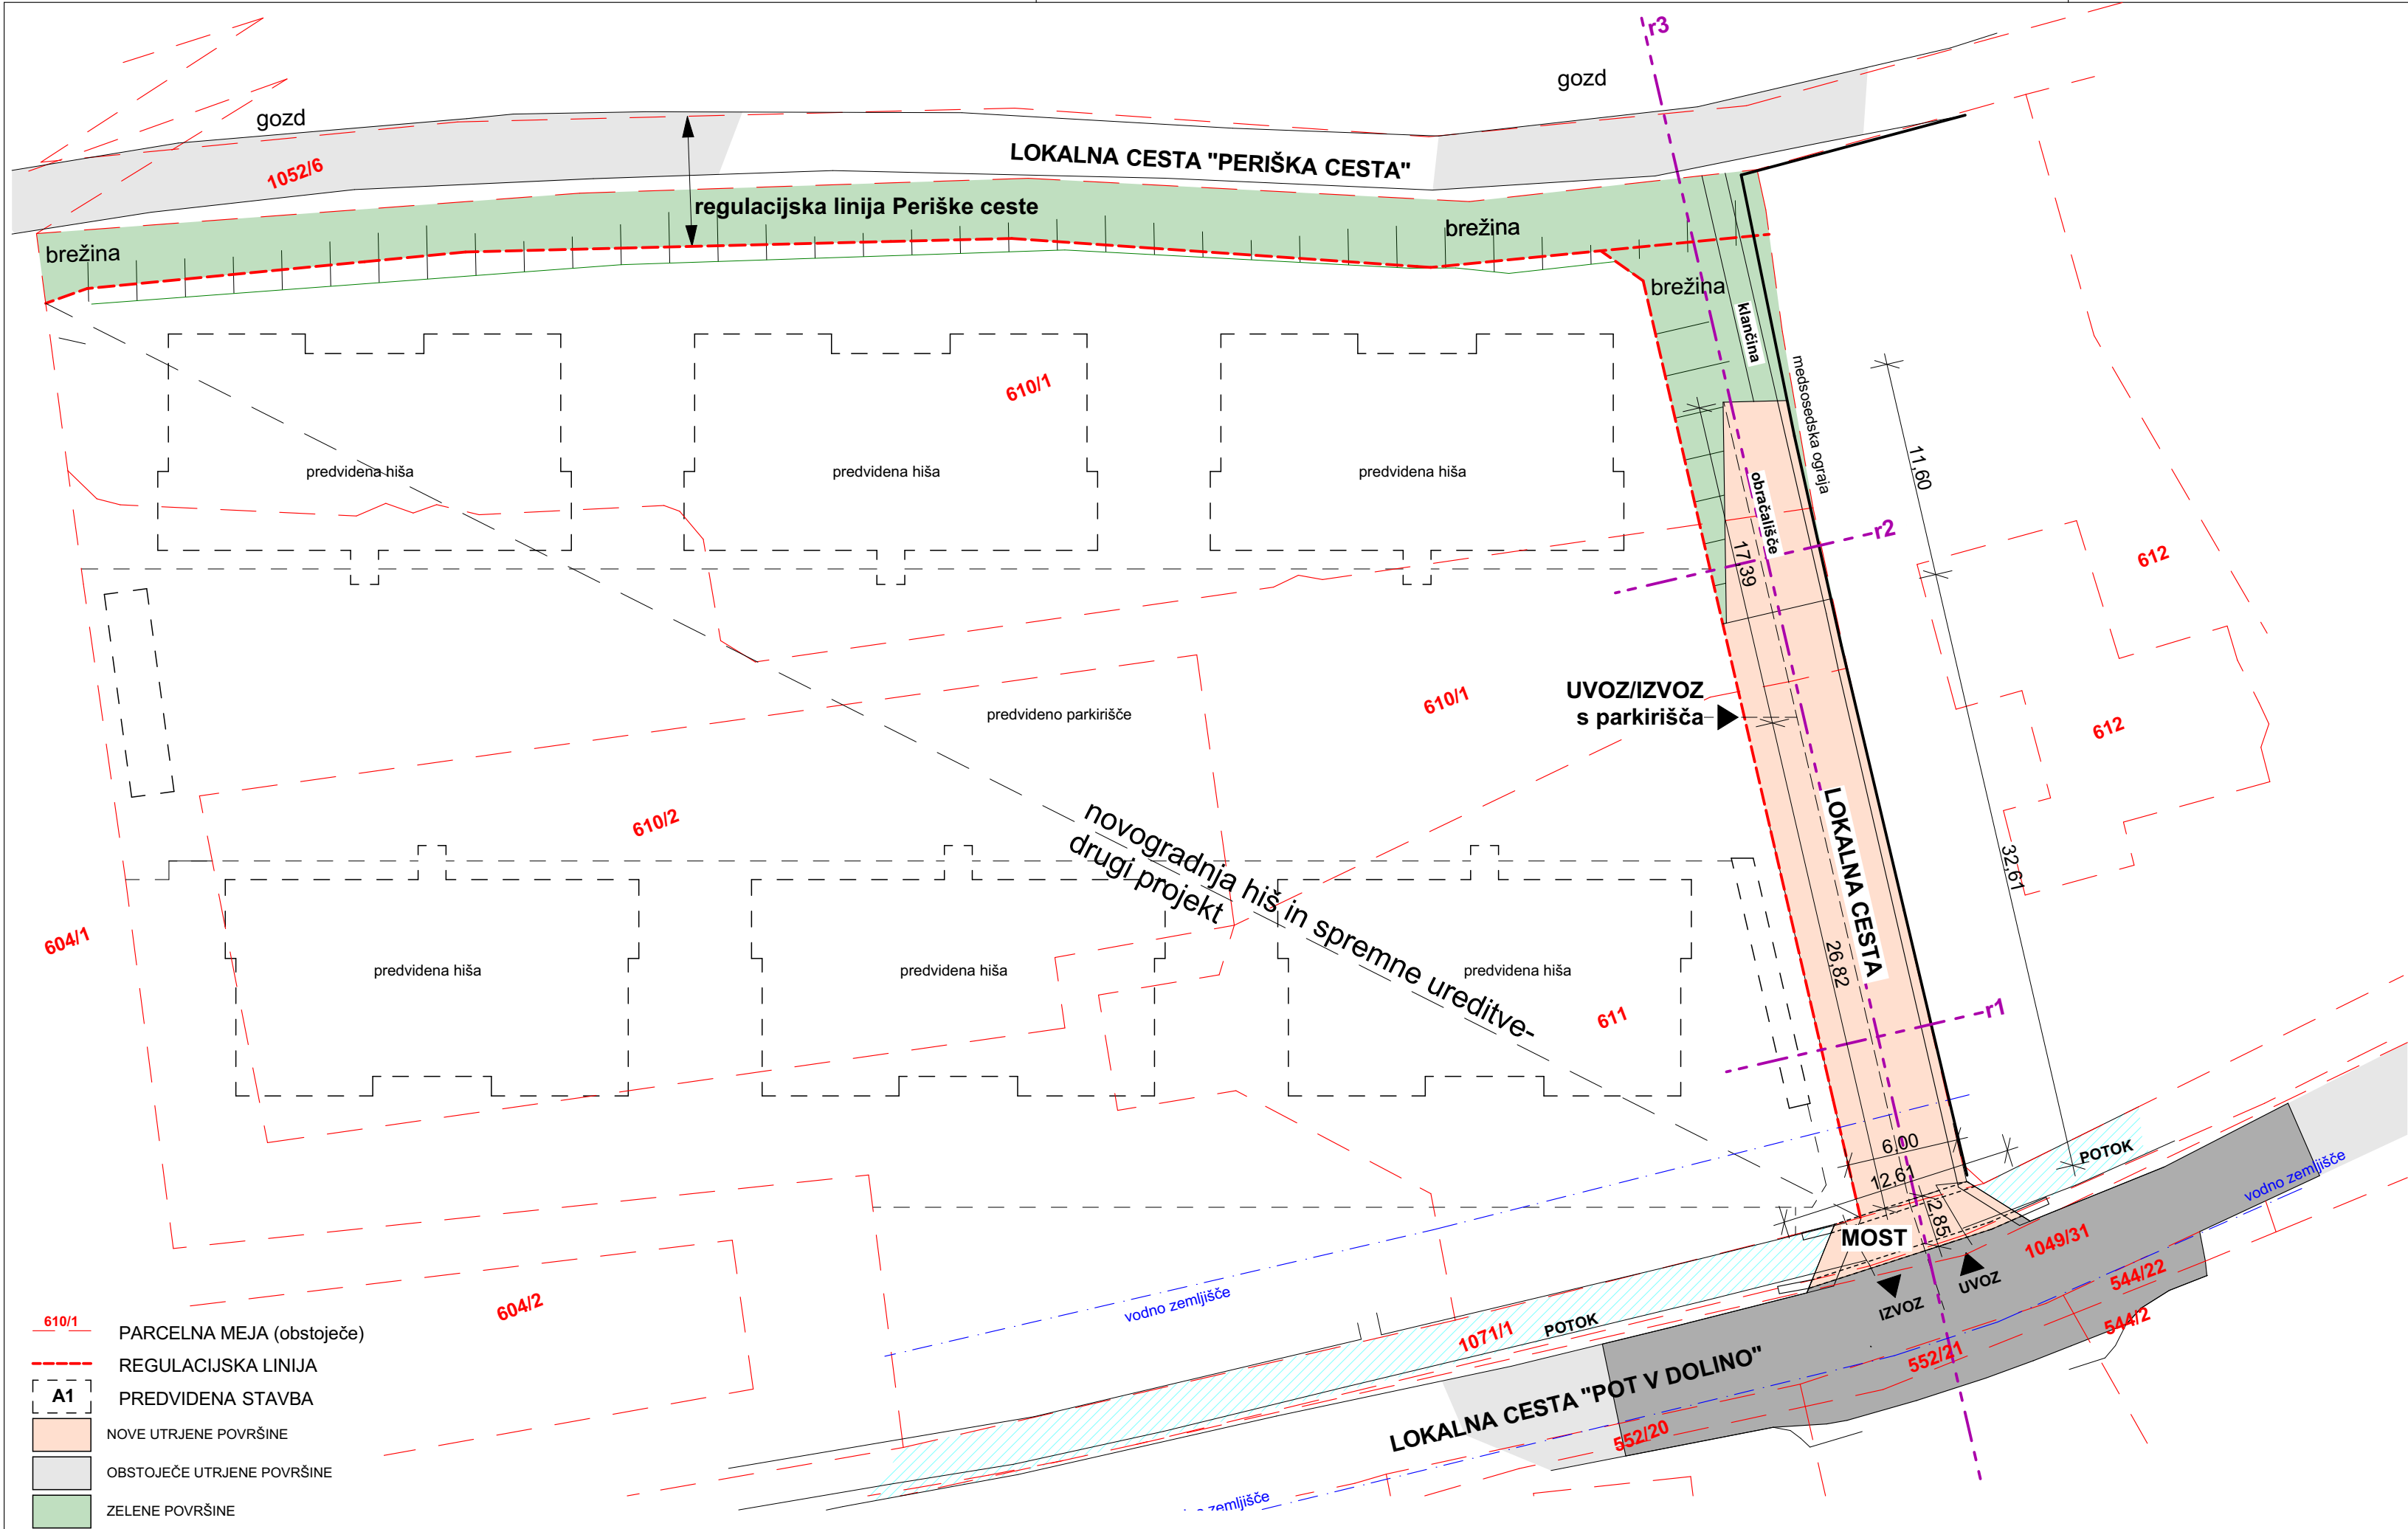 r3
gozd
gozd
1052/6
LOKALNA CESTA "PERIŠKA CESTA"
regulacijska linija Periške ceste
brežina
brežina
brežina
klančina
medsosedska ograja
610/1
predvidena hiša
predvidena hiša
predvidena hiša
obračališče
11,60
17,39
r2
612
612
UVOZ/IZVOZ
s parkirišča
610/1
predvideno parkirišče
610/2
novogradnja hiš in spremne ureditve-
drugi projekt
LOKALNA CESTA
32,61
26,82
604/1
predvidena hiša
predvidena hiša
predvidena hiša
611
r1
6,00
12,61
2,85
POTOK
vodno zemljišče
MOST
1049/31
544/22
544/2
UVOZ
IZVOZ
vodno zemljišče
604/2
1071/1
POTOK
552/21
LOKALNA CESTA "POT V DOLINO"
552/20
zemljišče
610/1
PARCELNA MEJA (obstoječe)
REGULACIJSKA LINIJA
A1
PREDVIDENA STAVBA
NOVE UTRJENE POVRŠINE
OBSTOJEČE UTRJENE POVRŠINE
ZELENE POVRŠINE